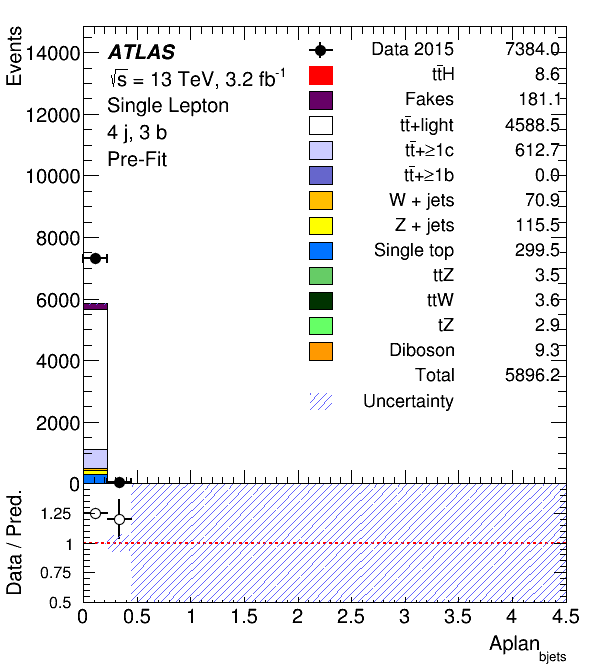 Events
14000
12000
10000
8000
6000
4000
2000
0
ATLAS
√s = 13 TeV, 3.2 fb⁻¹
Single Lepton
4 j, 3 b
Pre-Fit
Data 2015 7384.0
tt̄H 8.6
Fakes 181.1
tt̄+light 4588.5
tt̄+≥1c 612.7
tt̄+≥1b 0.0
W + jets 70.9
Z + jets 115.5
Single top 299.5
ttZ 3.5
ttW 3.6
tZ 2.9
Diboson 9.3
Total 5896.2
Uncertainty
Data / Pred.
1.25
1
0.75
0.5
0 0.5 1 1.5 2 2.5 3 3.5 4 4.5
Aplan_bjets